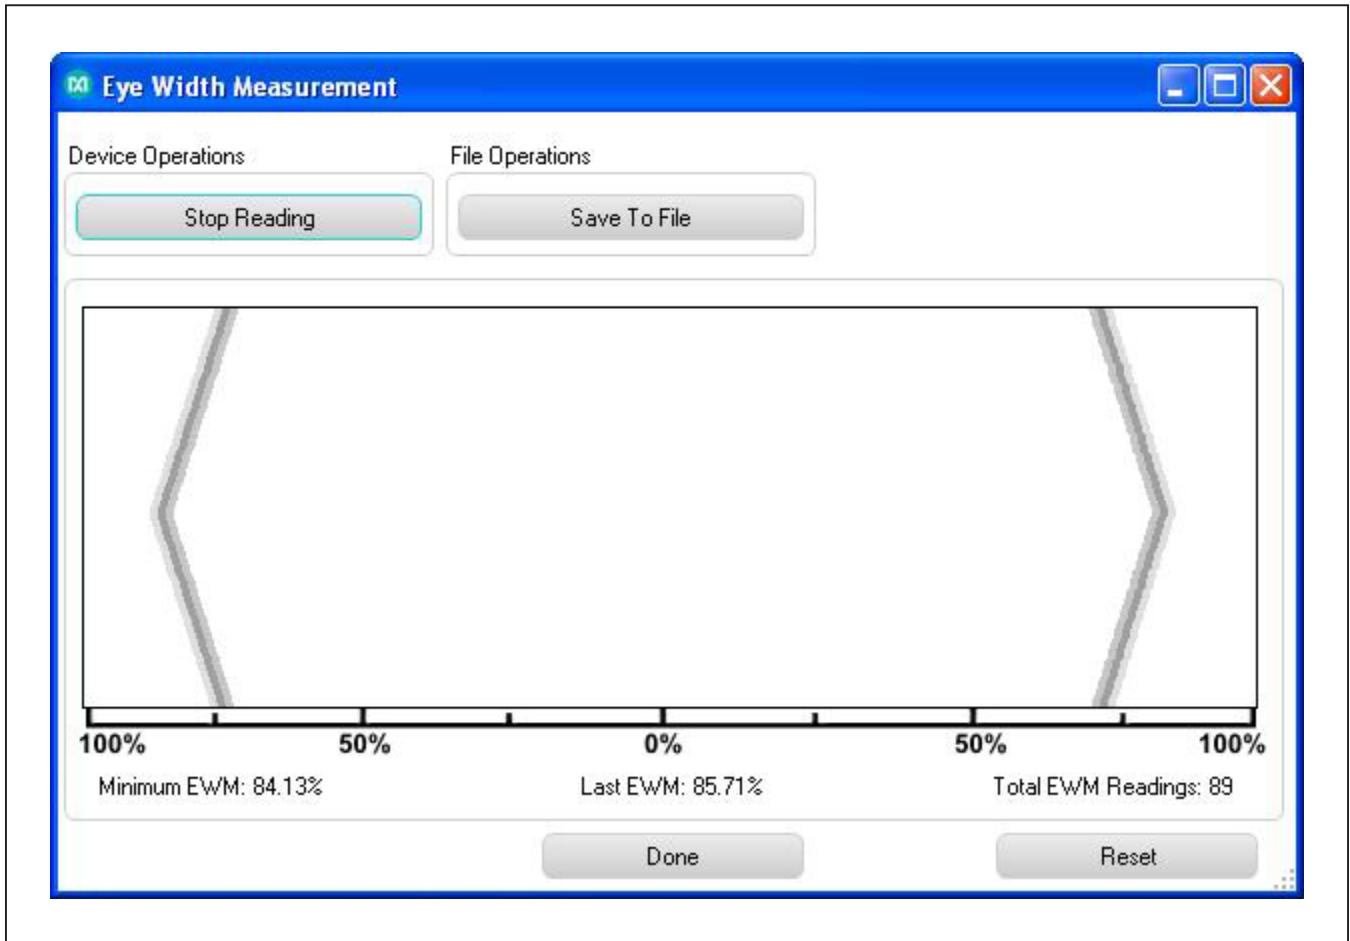 Eye Width Measurement
Device Operations
File Operations
Stop Reading
Save To File
100% 50% 0% 50% 100%
Minimum EWM: 84.13% Last EWM: 85.71% Total EWM Readings: 89
Done
Reset